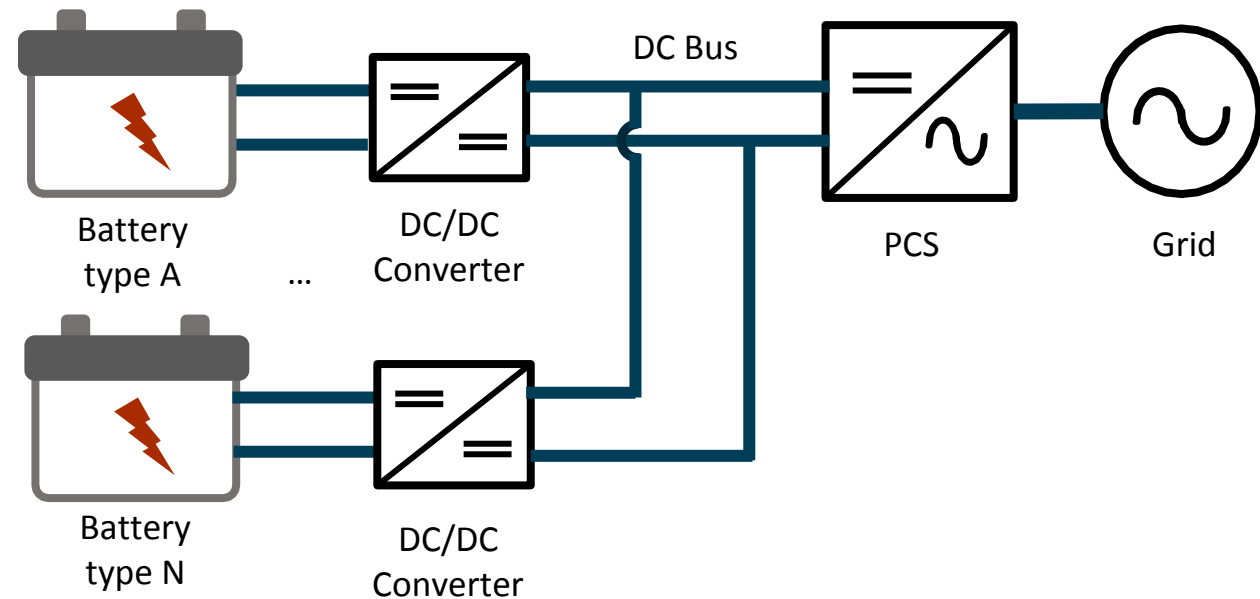 DC Bus
Battery
type A
...
DC/DC
Converter
PCS
Grid
Battery
type N
DC/DC
Converter